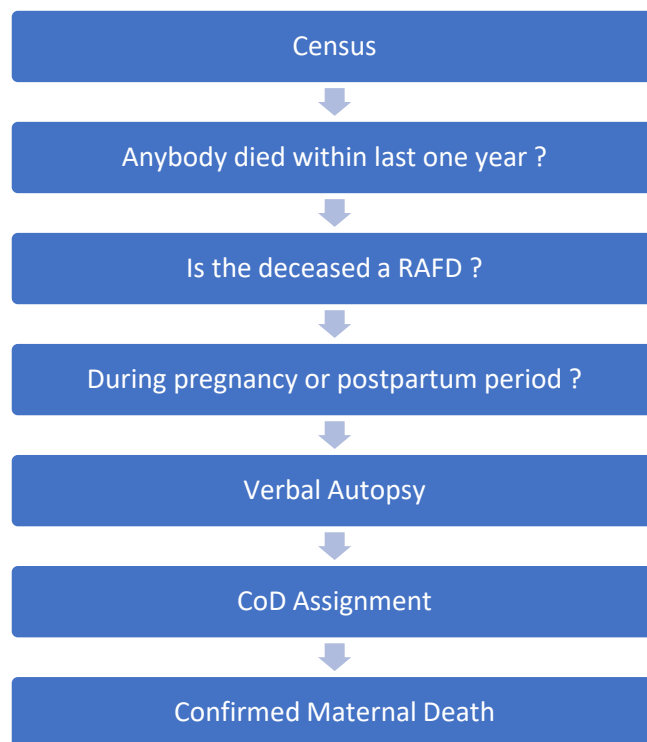 Census
Anybody died within last one year ?
Is the deceased a RAFD ?
During pregnancy or postpartum period ?
Verbal Autopsy
CoD Assignment
Confirmed Maternal Death